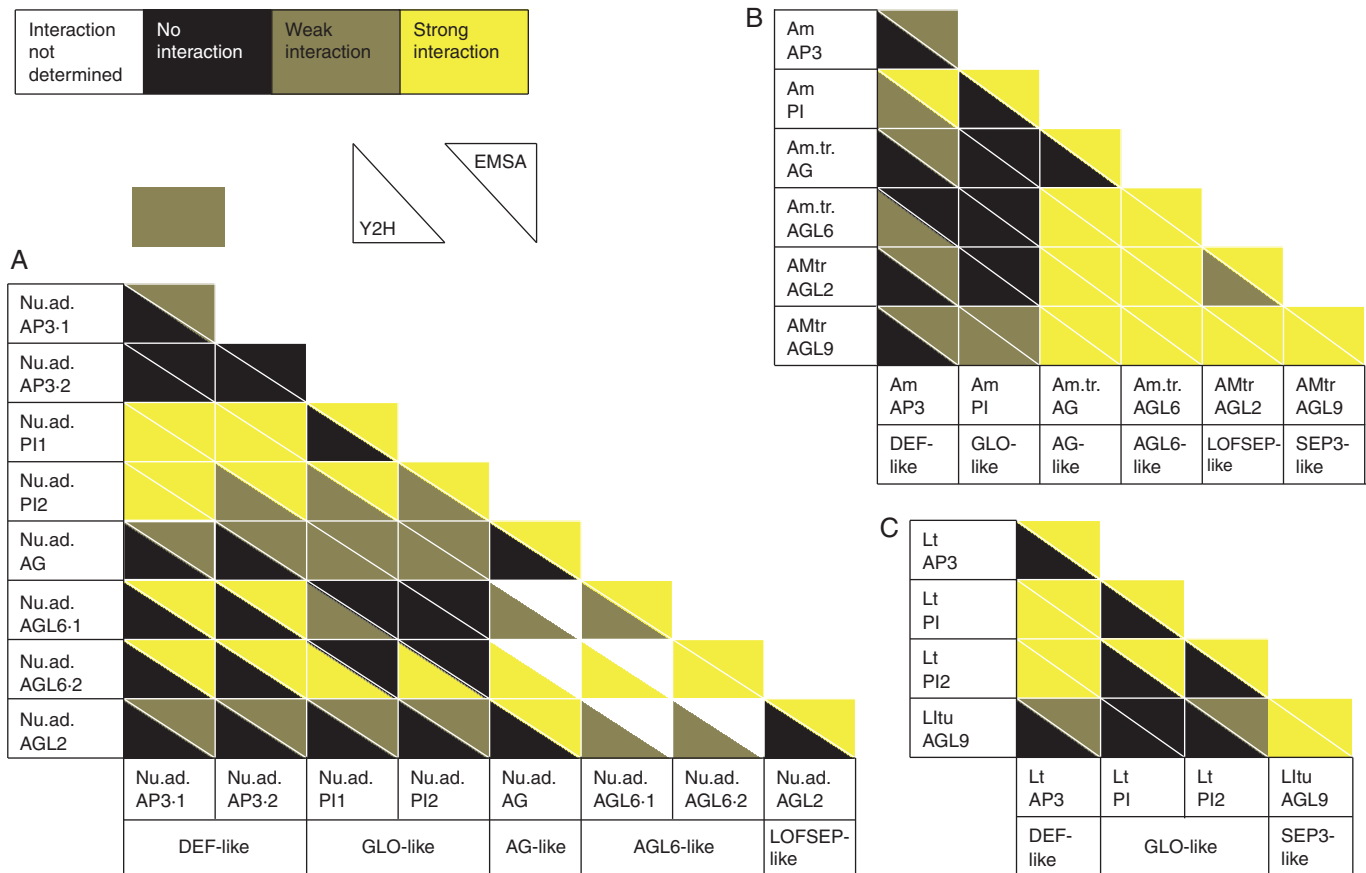 Interaction not determined
No interaction
Weak interaction
Strong interaction
Y2H
EMSA
A
Nu.ad. AP3·1
Nu.ad. AP3·2
Nu.ad. PI1
Nu.ad. PI2
Nu.ad. AG
Nu.ad. AGL6·1
Nu.ad. AGL6·2
Nu.ad. AGL2
Nu.ad. Nu.ad. Nu.ad. Nu.ad. Nu.ad. Nu.ad. Nu.ad. Nu.ad.
AP3·1 AP3·2 PI1 PI2 AG AGL6·1 AGL6·2 AGL2
DEF-like GLO-like AG-like AGL6-like LOFSEP-like
B
Am AP3
Am PI
Am.tr. AG
Am.tr. AGL6
AMtr AGL2
AMtr AGL9
Am Am Am.tr. Am.tr. AMtr AMtr
AP3 PI AG AGL6 AGL2 AGL9
DEF- GLO- AG- AGL6- LOFSEP- SEP3-
like like like like like like
C
Lt AP3
Lt PI
Lt PI2
LItu AGL9
Lt Lt Lt LItu
AP3 PI PI2 AGL9
DEF-like GLO-like SEP3-like